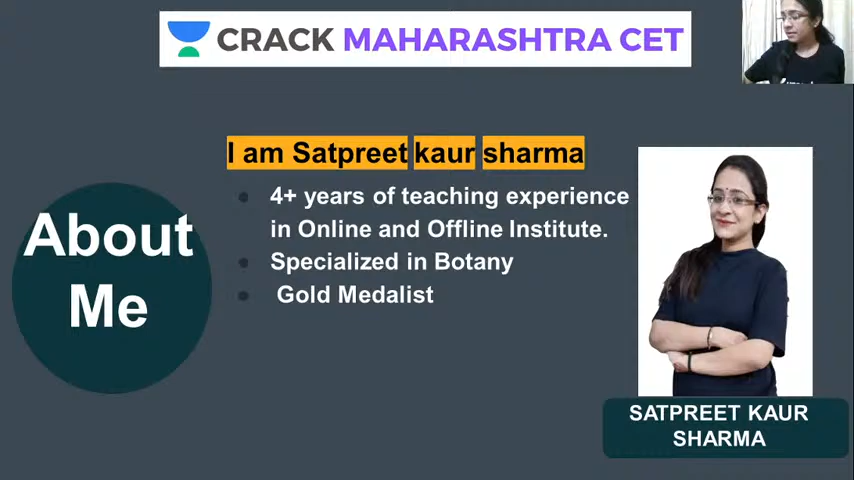 CRACK MAHARASHTRA CET
I am Satpreet kaur sharma
4+ years of teaching experience
in Online and Offline Institute.
Specialized in Botany
Gold Medalist
About
Me
SATPREET KAUR
SHARMA